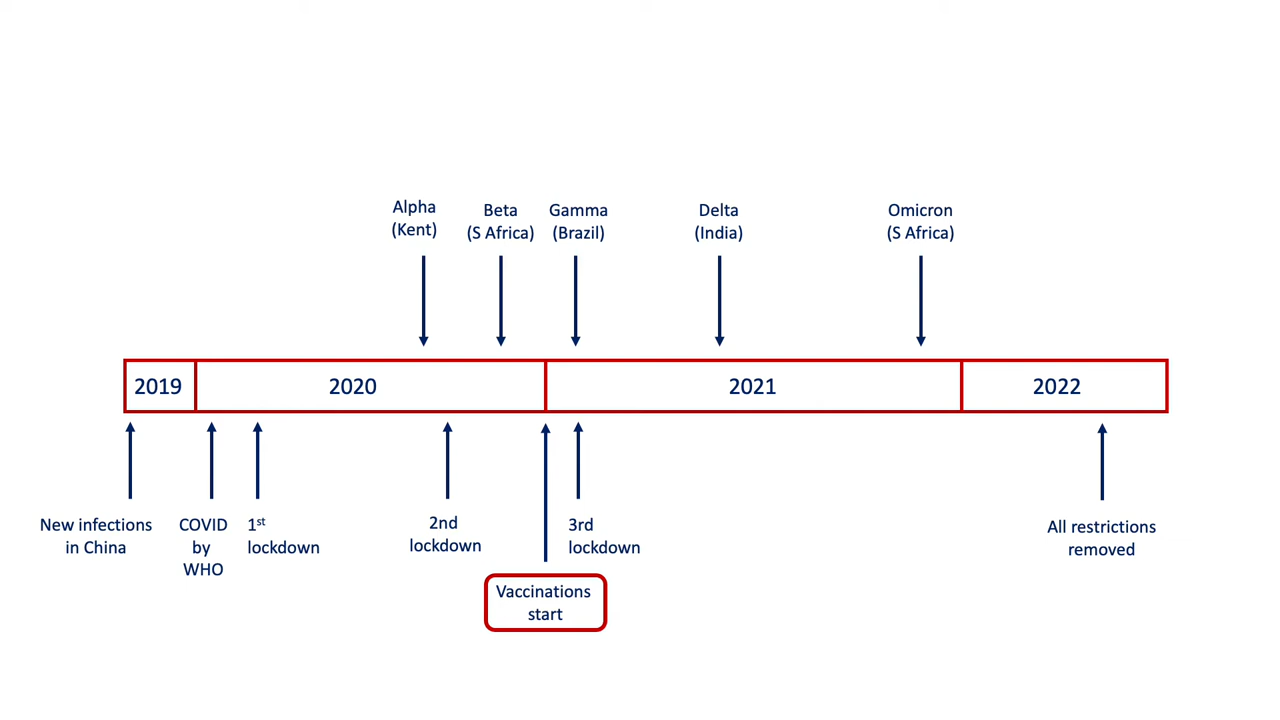 Alpha
(Kent)
Beta
(S Africa)
Gamma
(Brazil)
Delta
(India)
Omicron
(S Africa)
2019
2020
2021
2022
New infections
in China
COVID
by
WHO
1st
lockdown
2nd
lockdown
Vaccinations
start
3rd
lockdown
All restrictions
removed